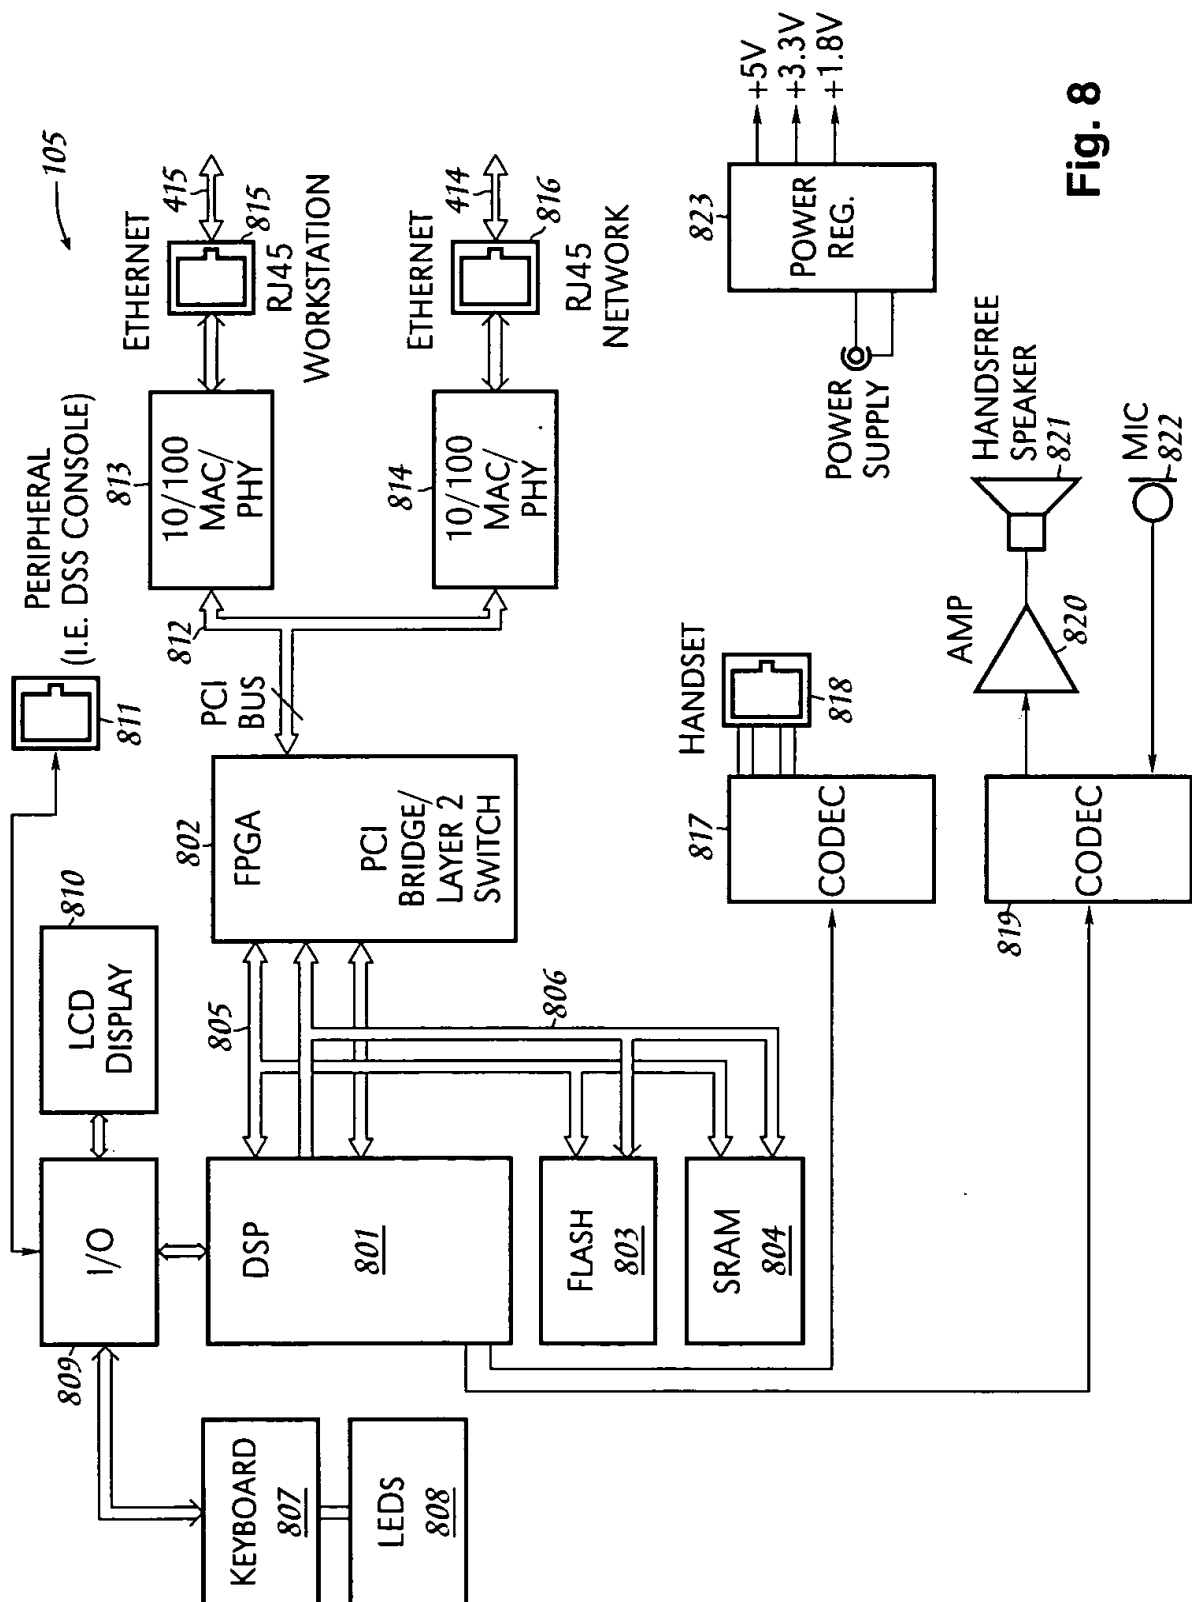 105
PERIPHERAL
(I.E. DSS CONSOLE)
811
ETHERNET
415
815
RJ45
WORKSTATION
813
10/100
MAC/
PHY
812
PCI
BUS
ETHERNET
414
816
RJ45
NETWORK
814
10/100
MAC/
PHY
802
FPGA
PCI
BRIDGE/
LAYER 2
SWITCH
810
LCD
DISPLAY
809
I/O
805
806
DSP
801
FLASH
803
SRAM
804
KEYBOARD
807
LEDS
808
HANDSET
818
817
CODEC
AMP
820
HANDSFREE
SPEAKER
821
MIC
822
819
CODEC
823
POWER
REG.
+5V
+3.3V
+1.8V
POWER
SUPPLY
Fig. 8